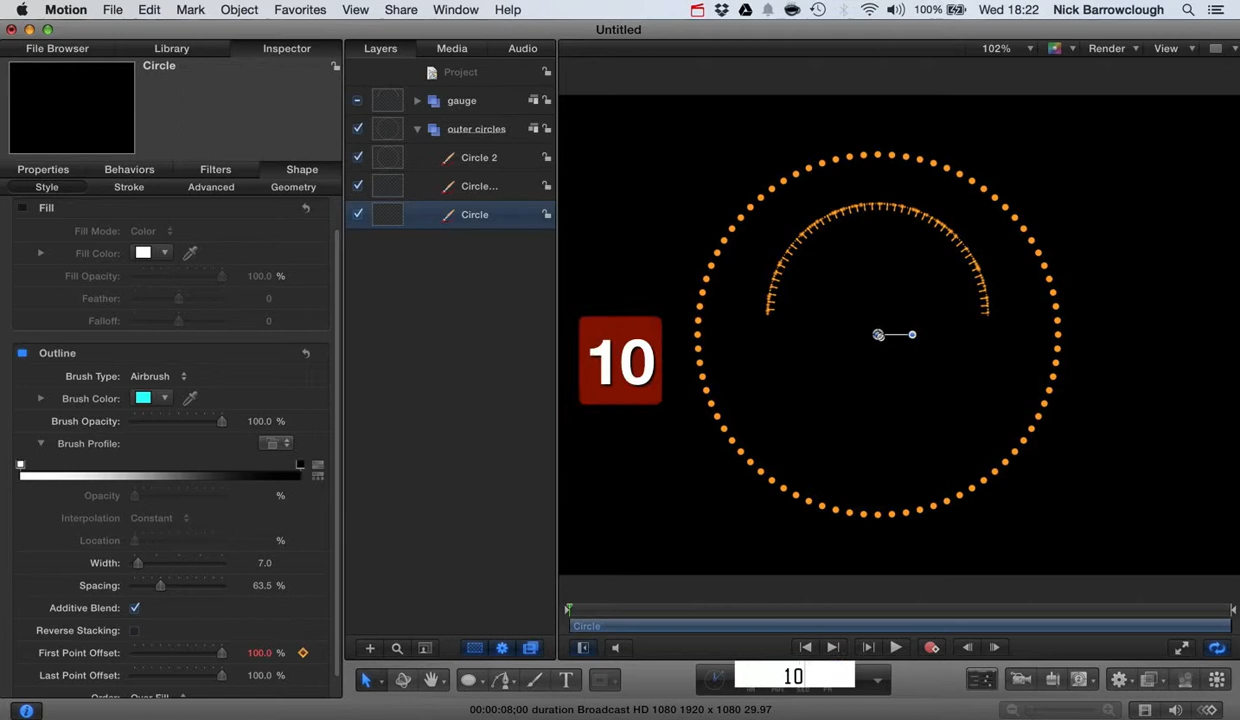 Motion File Edit Mark Object Favorites View Share Window Help 100% Wed 18:22 Nick Barrowclough
Untitled
File Browser Library Inspector Layers Media Audio 102% Render View
Circle
Project
gauge
outer circles
Circle 2
Circle...
Circle
Properties Behaviors Filters Shape
Style Stroke Advanced Geometry
Fill
Fill Mode: Color
Fill Color:
Fill Opacity: 100.0 %
Feather: 0
Falloff: 0
Outline
Brush Type: Airbrush
Brush Color:
Brush Opacity: 100.0 %
Brush Profile:
Opacity %
Interpolation Constant
Location %
Width: 7.0
Spacing: 63.5 %
Additive Blend:
Reverse Stacking:
First Point Offset: 100.0 %
Last Point Offset: 100.0 %
Order: Over Fill
10
Circle
10
00:00:08;00 duration Broadcast HD 1080 1920 x 1080 29.97